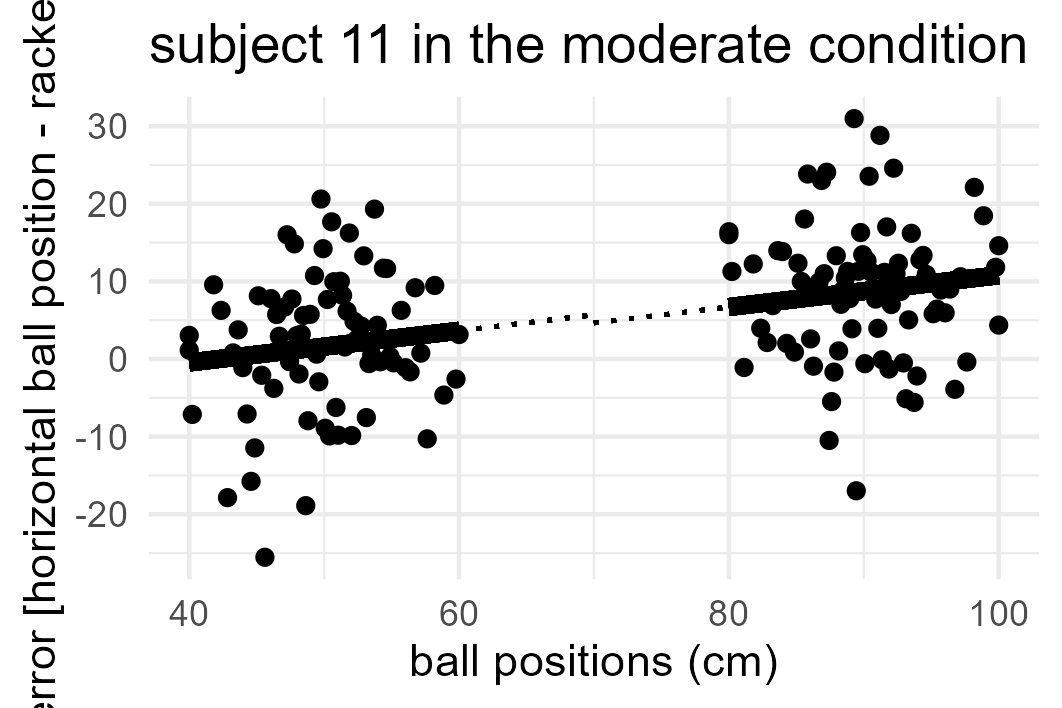 subject 11 in the moderate condition
error [horizontal ball position - racke
30
20
10
0
-10
-20
40 60 80 100
ball positions (cm)